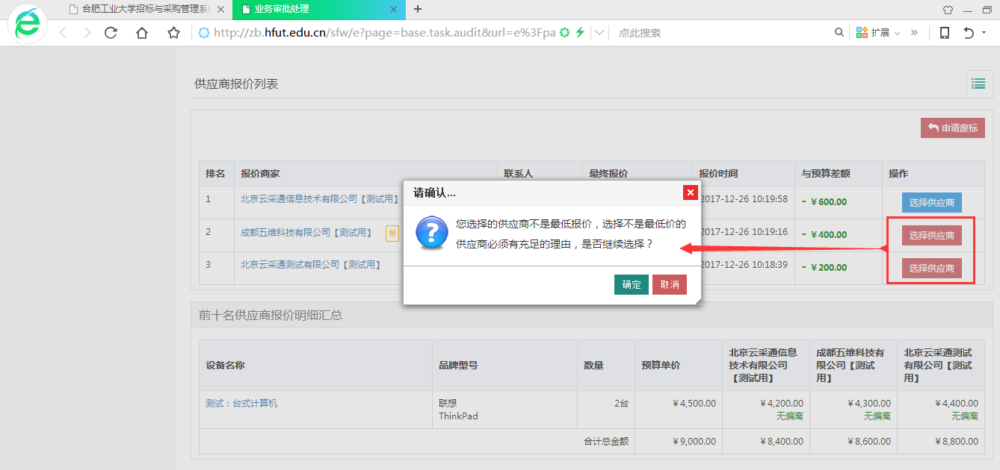 合肥工业大学招标与采购管理系统
业务审批处理
http://zb.hfut.edu.cn/sfw/e?page=base.task.audit&url=e%3Fpa
点此搜索
扩展
供应商报价列表
申请废标
排名 报价商家 联系人 最终报价 报价时间 与预算差额 操作
1 北京云采通信息技术有限公司【测试用】 2017-12-26 10:19:58 - ￥600.00 选择供应商
2 成都五维科技有限公司【测试用】 2017-12-26 10:19:16 - ￥400.00 选择供应商
3 北京云采通测试有限公司【测试用】 2017-12-26 10:18:39 - ￥200.00 选择供应商
请确认...
您选择的供应商不是最低报价，选择不是最低价的
供应商必须有充足的理由，是否继续选择？
确定 取消
前十名供应商报价明细汇总
设备名称 品牌型号 数量 预算单价 北京云采通信息技术有限公司【测试用】 成都五维科技有限公司【测试用】 北京云采通测试有限公司【测试用】
测试：台式计算机 联想 2台 ￥4,500.00 ￥4,200.00 ￥4,300.00 ￥4,400.00
ThinkPad 无偏离 无偏离 无偏离
合计总金额 ￥9,000.00 ￥8,400.00 ￥8,600.00 ￥8,800.00